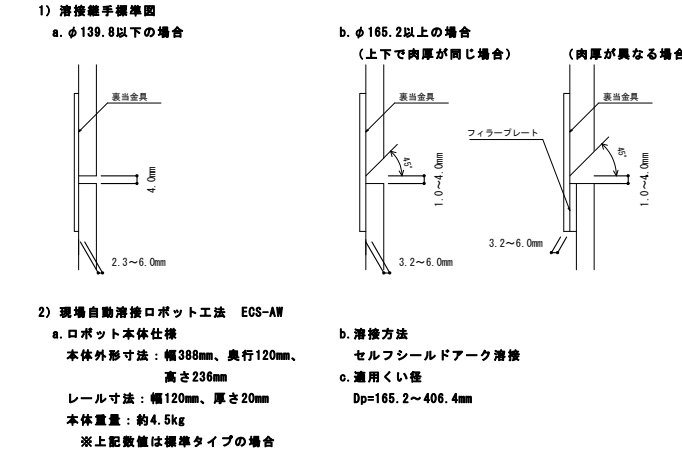 1) 溶接継手標準図
a.φ139.8以下の場合
裏当金具
4.0mm
2.3～6.0mm
b.φ165.2以上の場合
(上下で肉厚が同じ場合)
裏当金具
45°
1.0～4.0mm
3.2～6.0mm
(肉厚が異なる場合
裏当金具
フィラープレート
45°
1.0～4.0mm
3.2～6.0mm
2) 現場自動溶接ロボット工法 ECS-AW
a.ロボット本体仕様
本体外形寸法：幅388mm、奥行120mm、
高さ236mm
レール寸法：幅120mm、厚さ20mm
本体重量：約4.5kg
※上記数値は標準タイプの場合
b.溶接方法
セルフシールドアーク溶接
c.適用くい径
Dp=165.2～406.4mm